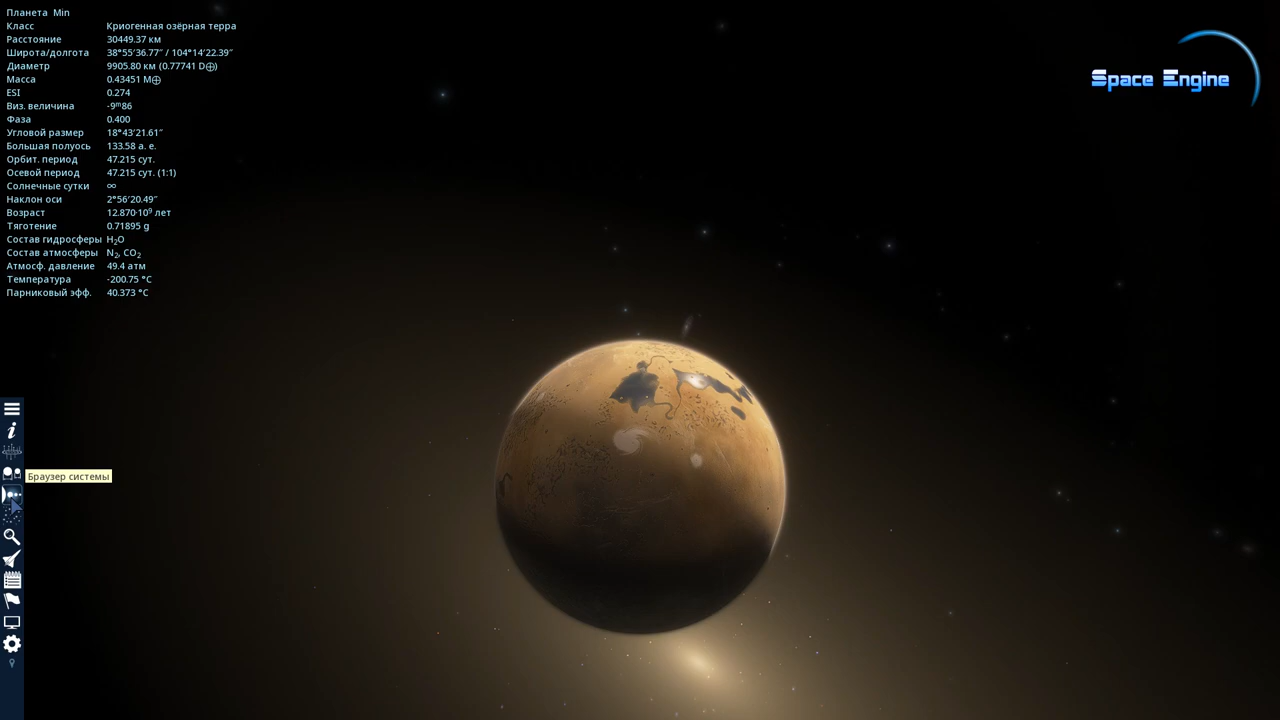 Планета Min
Класс Криогенная озёрная терра
Расстояние 30449.37 км
Широта/долгота 38°55′36.77″ / 104°14′22.39″
Диаметр 9905.80 км (0.77741 D⊕)
Масса 0.43451 M⊕
ESI 0.274
Виз. величина -9ᵐ86
Фаза 0.400
Угловой размер 18°43′21.61″
Большая полуось 133.58 а. е.
Орбит. период 47.215 сут.
Осевой период 47.215 сут. (1:1)
Солнечные сутки ∞
Наклон оси 2°56′20.49″
Возраст 12.870·10⁹ лет
Тяготение 0.71895 g
Состав гидросферы H₂O
Состав атмосферы N₂, CO₂
Атмосф. давление 49.4 атм
Температура -200.75 °C
Парниковый эфф. 40.373 °C
Space Engine
Браузер системы